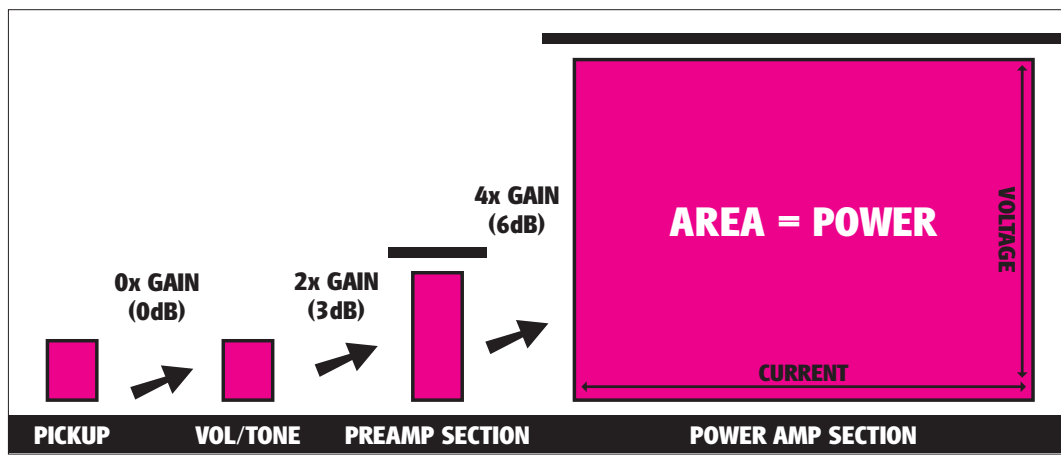 0x GAIN
(0dB)
2x GAIN
(3dB)
4x GAIN
(6dB)
AREA = POWER
VOLTAGE
CURRENT
PICKUP
VOL/TONE
PREAMP SECTION
POWER AMP SECTION